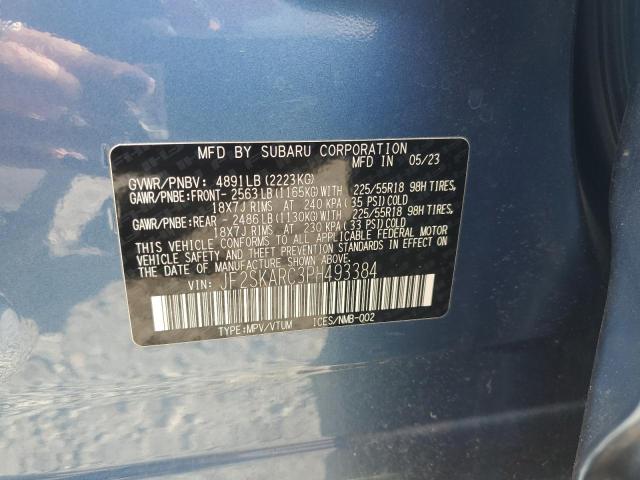 MFD BY SUBARU CORPORATION
MFD IN 05/23
GVWR/PNBV: 4891LB(2223KG)
GAWR/PNBE:FRONT- 2563LB(1165KG)WITH 225/55R18 98H TIRES,
18X7J RIMS AT 240 KPA(35 PSI)COLD
GAWR/PNBE:REAR - 2486LB(1130KG)WITH 225/55R18 98H TIRES,
18X7J RIMS AT 230 KPA(33 PSI)COLD
THIS VEHICLE CONFORMS TO ALL APPLICABLE FEDERAL MOTOR
VEHICLE SAFETY AND THEFT PREVENTION STANDARDS IN EFFECT
ON THE DATE OF MANUFACTURE SHOWN ABOVE.
VIN: JF2SKARC3PH493384
TYPE:MPV/VTUM ICES/NMB-002